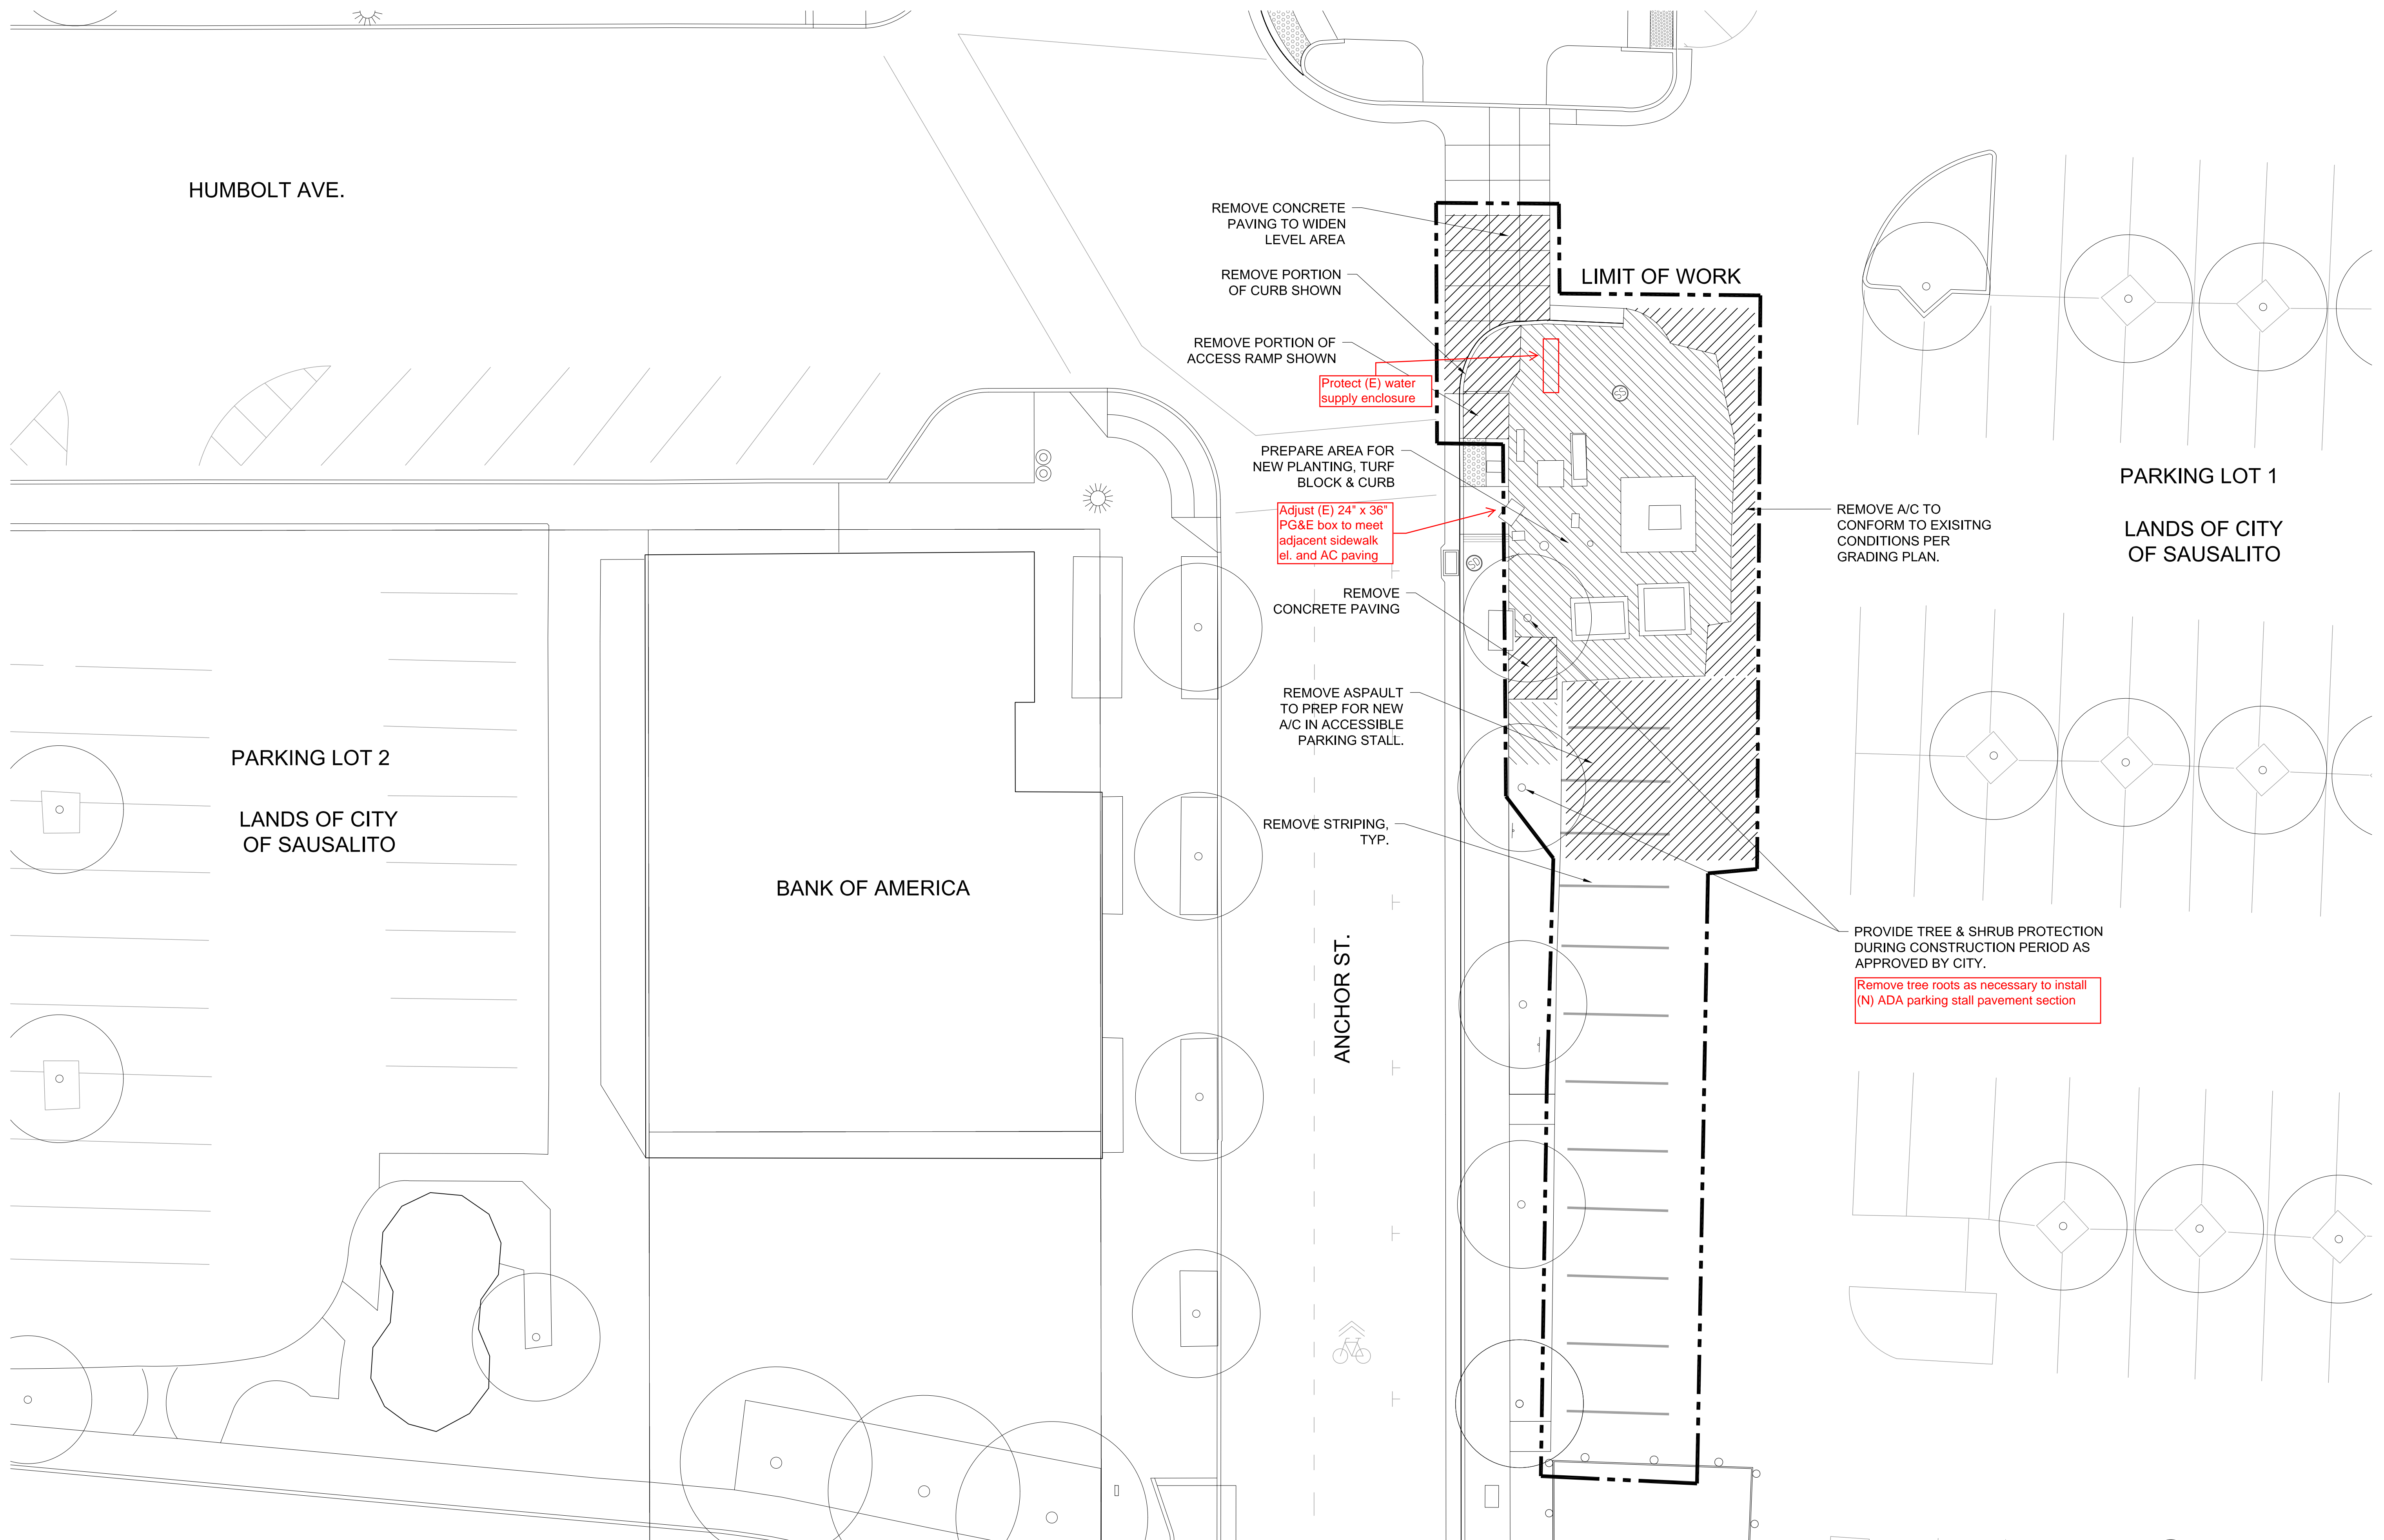 HUMBOLT AVE.
REMOVE CONCRETE
PAVING TO WIDEN
LEVEL AREA
REMOVE PORTION
OF CURB SHOWN
LIMIT OF WORK
REMOVE PORTION OF
ACCESS RAMP SHOWN
Protect (E) water
supply enclosure
SS
PREPARE AREA FOR
NEW PLANTING, TURF
BLOCK & CURB
Adjust (E) 24" x 36"
PG&E box to meet
adjacent sidewalk
el. and AC paving
SD
REMOVE
CONCRETE PAVING
REMOVE ASPAULT
TO PREP FOR NEW
A/C IN ACCESSIBLE
PARKING STALL.
REMOVE STRIPING,
TYP.
PARKING LOT 1
LANDS OF CITY
OF SAUSALITO
REMOVE A/C TO
CONFORM TO EXISITNG
CONDITIONS PER
GRADING PLAN.
PARKING LOT 2
LANDS OF CITY
OF SAUSALITO
BANK OF AMERICA
ANCHOR ST.
PROVIDE TREE & SHRUB PROTECTION
DURING CONSTRUCTION PERIOD AS
APPROVED BY CITY.
Remove tree roots as necessary to install
(N) ADA parking stall pavement section